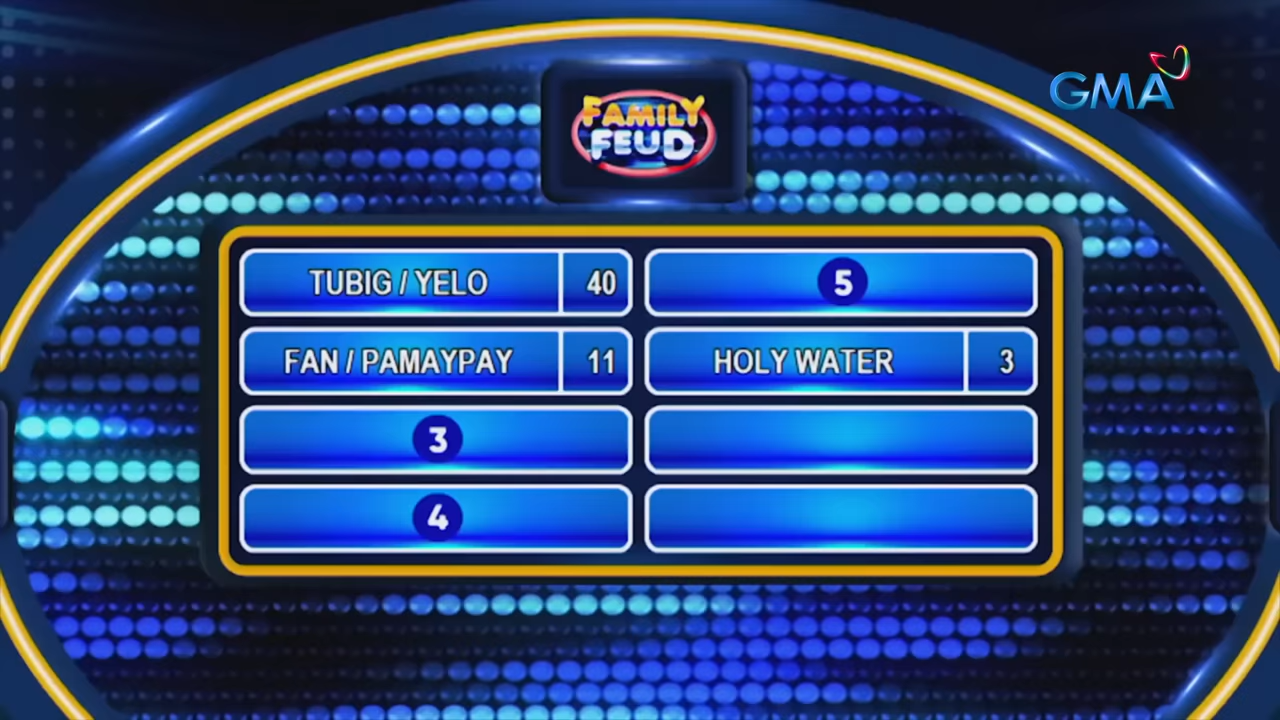 GMA
FAMILY
FEUD
TUBIG / YELO 40
5
FAN / PAMAYPAY 11
HOLY WATER 3
3
4